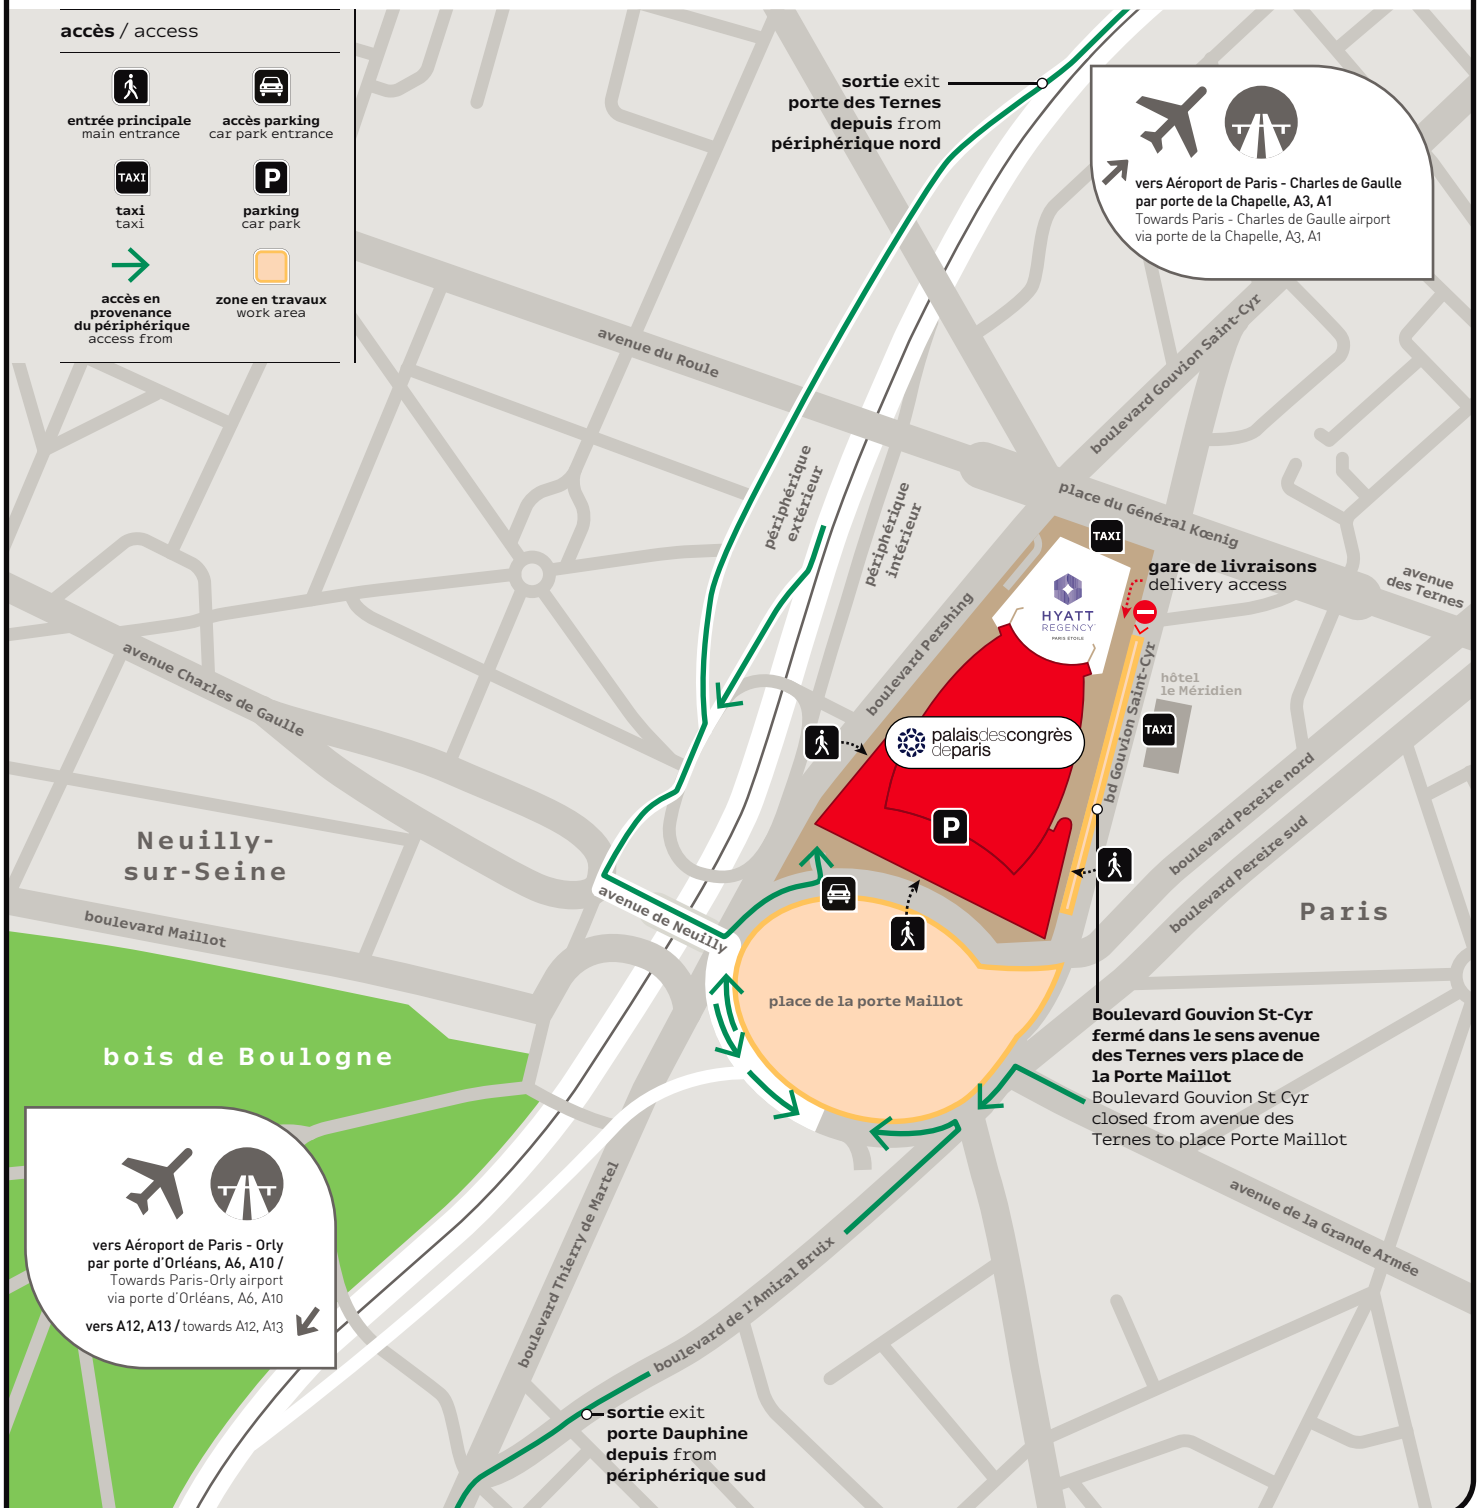 accès / access
entrée principale
main entrance
accès parking
car park entrance
TAXI
taxi
taxi
P
parking
car park
accès en
provenance
du périphérique
access from
zone en travaux
work area
sortie exit
porte des Ternes
depuis from
périphérique nord
vers Aéroport de Paris - Charles de Gaulle
par porte de la Chapelle, A3, A1
Towards Paris - Charles de Gaulle airport
via porte de la Chapelle, A3, A1
avenue du Roule
boulevard Gouvion Saint-Cyr
périphérique
extérieur
périphérique
intérieur
place du Général Kœnig
TAXI
gare de livraisons
delivery access
avenue
des Ternes
HYATT
REGENCY
PARIS ÉTOILE
boulevard Pershing
hôtel
le Méridien
TAXI
bd Gouvion Saint-Cyr
avenue Charles de Gaulle
palaisdescongrès
deparis
P
boulevard Pereire nord
boulevard Pereire sud
Neuilly-
sur-Seine
Paris
avenue de Neuilly
boulevard Maillot
place de la porte Maillot
bois de Boulogne
Boulevard Gouvion St-Cyr
fermé dans le sens avenue
des Ternes vers place de
la Porte Maillot
Boulevard Gouvion St Cyr
closed from avenue des
Ternes to place Porte Maillot
vers Aéroport de Paris - Orly
par porte d'Orléans, A6, A10 /
Towards Paris-Orly airport
via porte d'Orléans, A6, A10
vers A12, A13 / towards A12, A13
boulevard Thierry de Martel
avenue de la Grande Armée
boulevard de l'Amiral Bruix
sortie exit
porte Dauphine
depuis from
périphérique sud